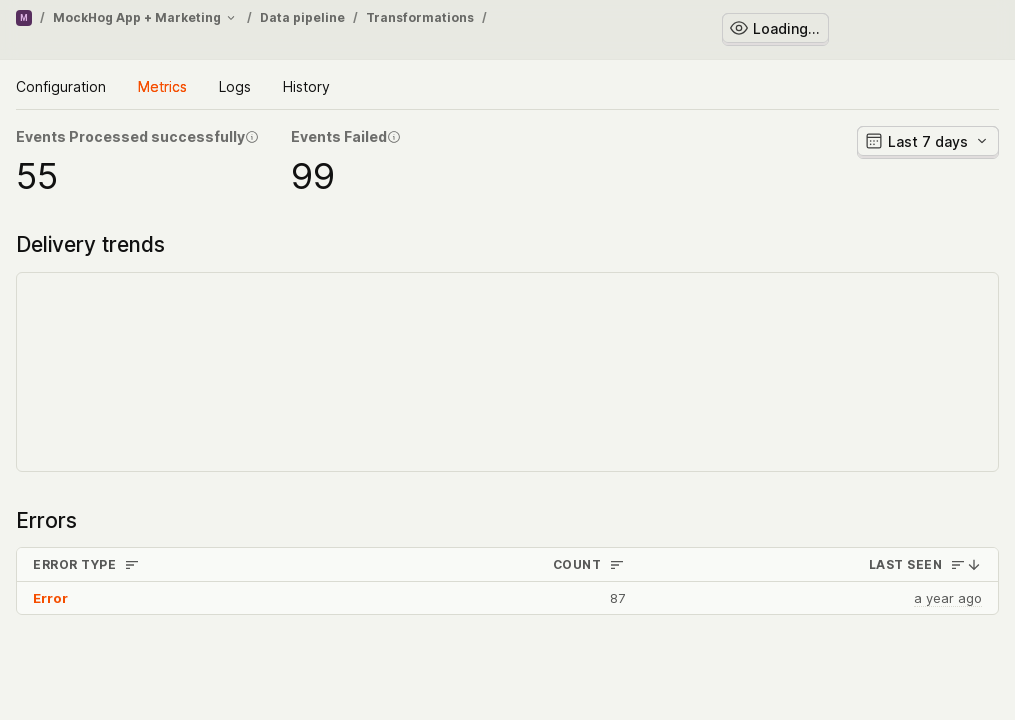 M / MockHog App + Marketing / Data pipeline / Transformations /
Loading...
Configuration Metrics Logs History
Events Processed successfully Events Failed
Last 7 days
55 99
Delivery trends
Errors
ERROR TYPE COUNT LAST SEEN
Error 87 a year ago